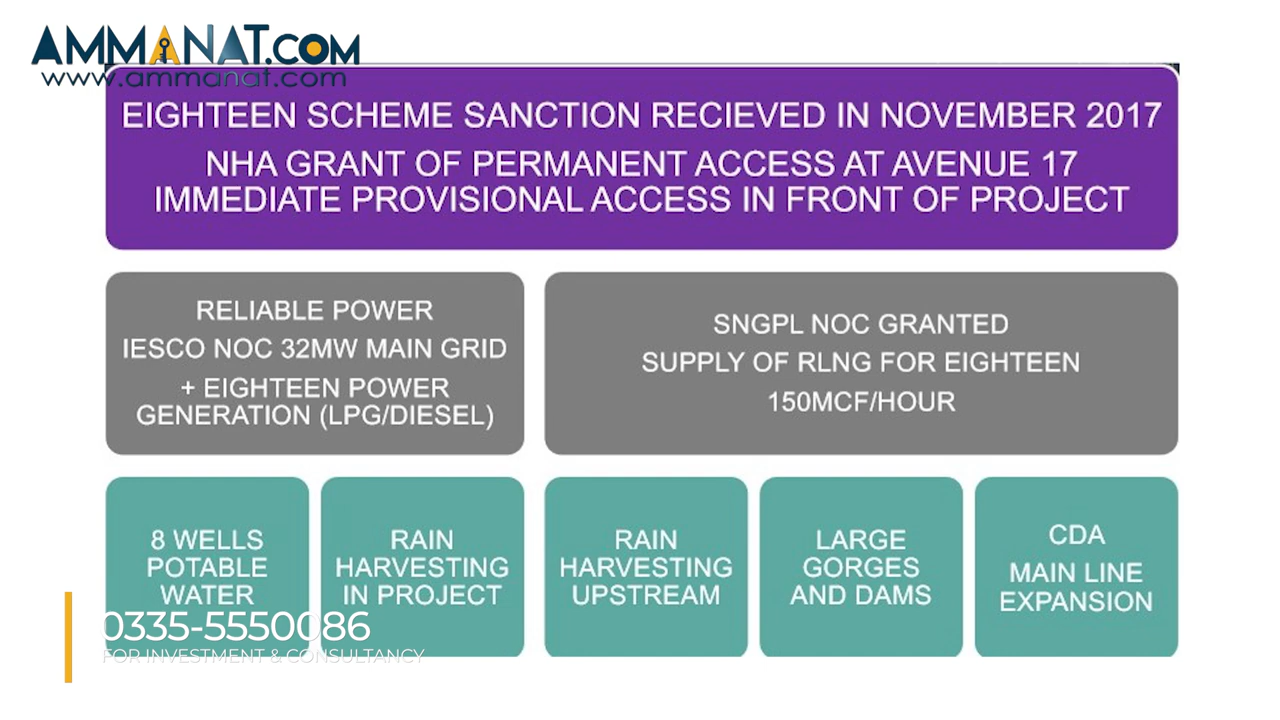 AMMANAT.COM
www.ammanat.com
EIGHTEEN SCHEME SANCTION RECIEVED IN NOVEMBER 2017
NHA GRANT OF PERMANENT ACCESS AT AVENUE 17
IMMEDIATE PROVISIONAL ACCESS IN FRONT OF PROJECT
RELIABLE POWER
IESCO NOC 32MW MAIN GRID
+ EIGHTEEN POWER
GENERATION (LPG/DIESEL)
SNGPL NOC GRANTED
SUPPLY OF RLNG FOR EIGHTEEN
150MCF/HOUR
8 WELLS
POTABLE
WATER
RAIN
HARVESTING
IN PROJECT
RAIN
HARVESTING
UPSTREAM
LARGE
GORGES
AND DAMS
CDA
MAIN LINE
EXPANSION
0335-5550086
FOR INVESTMENT & CONSULTANCY